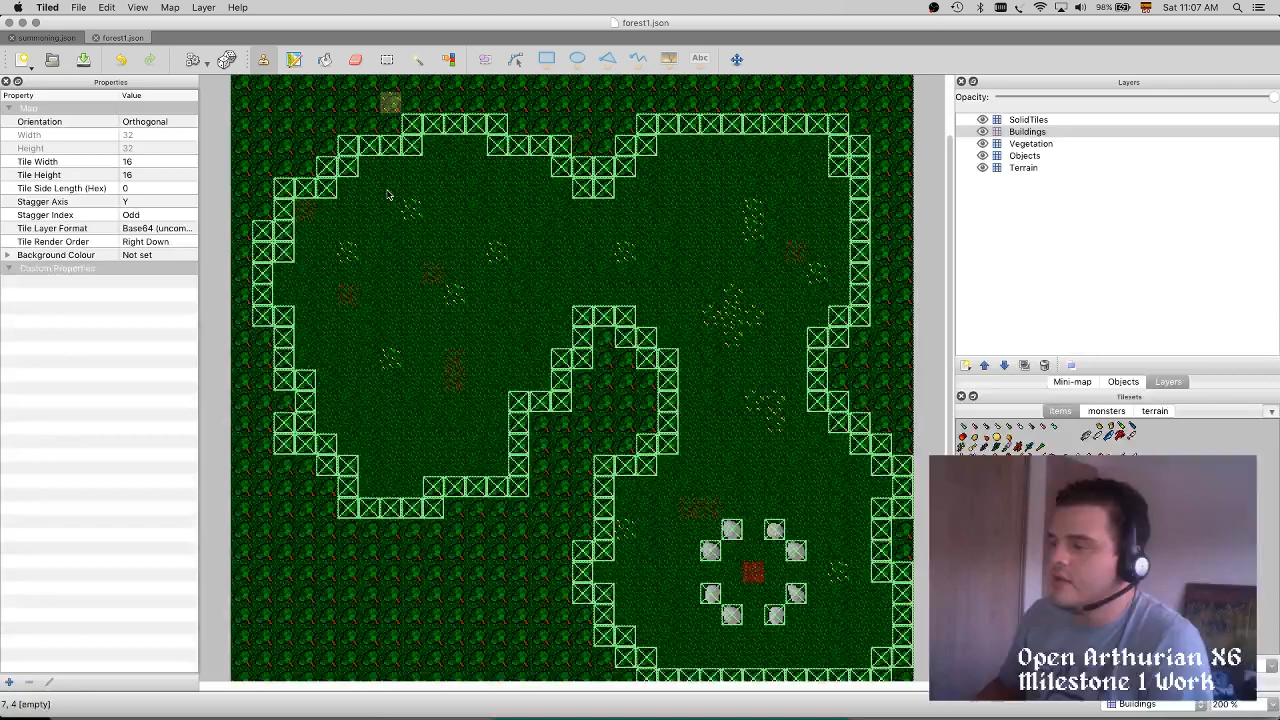 Tiled File Edit View Map Layer Help 98% Sat 11:07 AM
forest1.json
summoning.json forest1.json
Abc
Properties
Property Value
Map
Orientation Orthogonal
Width 32
Height 32
Tile Width 16
Tile Height 16
Tile Side Length (Hex) 0
Stagger Axis Y
Stagger Index Odd
Tile Layer Format Base64 (uncom...
Tile Render Order Right Down
Background Colour Not set
Custom Properties
Layers
Opacity:
SolidTiles
Buildings
Vegetation
Objects
Terrain
Mini-map Objects Layers
Tilesets
items monsters terrain
Open Arthurian X6
Milestone 1 Work
7, 4 [empty]
Buildings 200 %